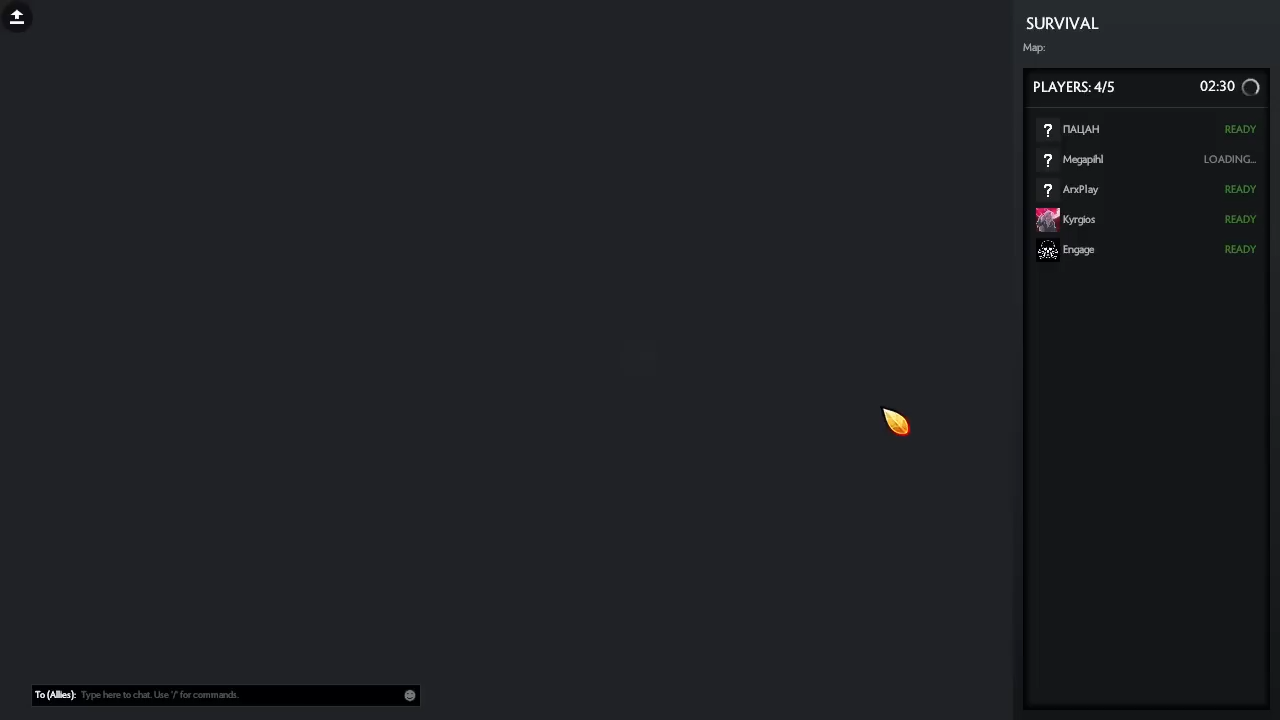 SURVIVAL
Map:
PLAYERS: 4/5 02:30
? ПАЦАН READY
? Megapihl LOADING...
? ArxPlay READY
Kyrgios READY
Engage READY
To (Allies): Type here to chat. Use '/' for commands.